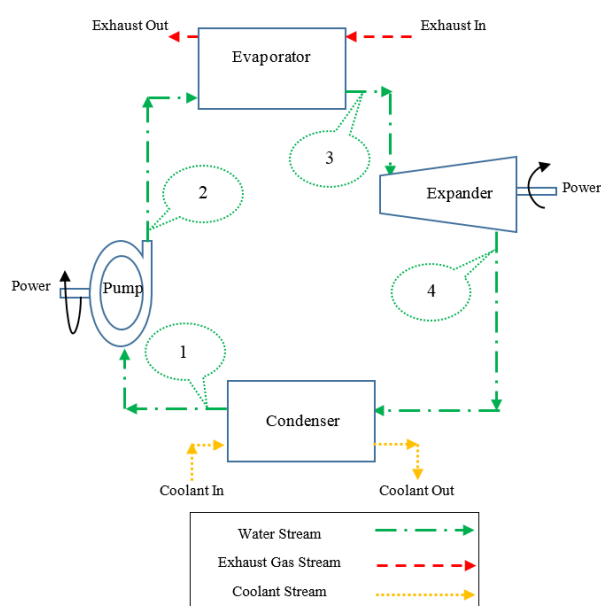 Exhaust Out
Exhaust In
Evaporator
3
2
Expander
Power
Power
Pump
4
1
Condenser
Coolant In
Coolant Out
Water Stream
Exhaust Gas Stream
Coolant Stream